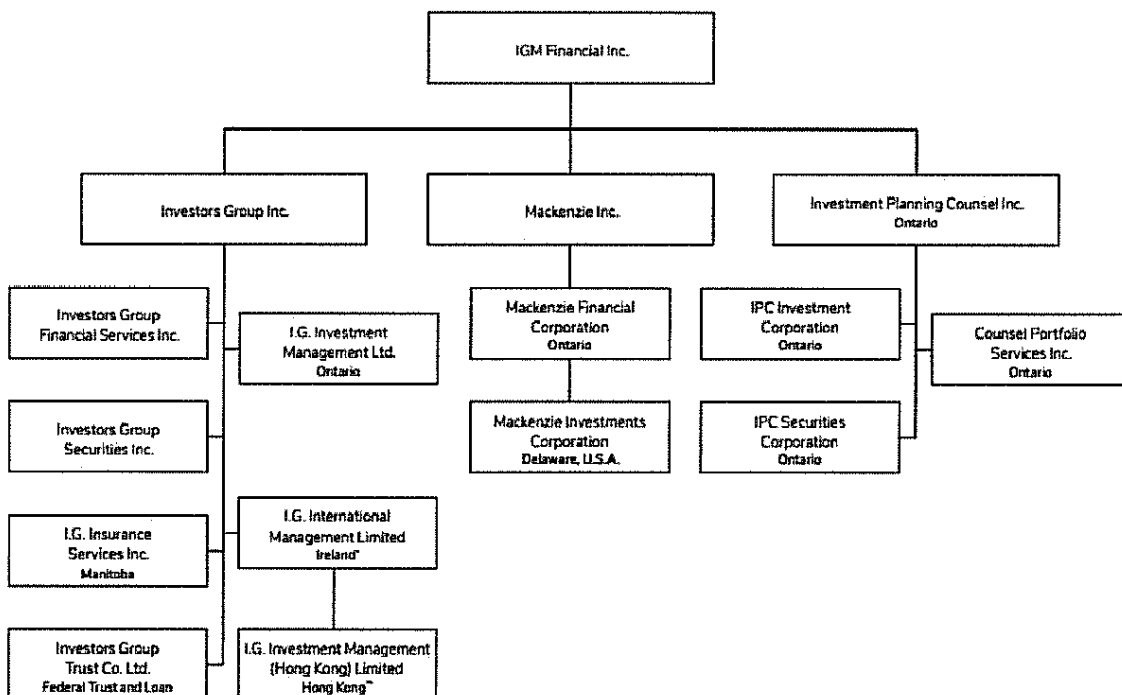 IGM Financial Inc.
Investors Group Inc.
Mackenzie Inc.
Investment Planning Counsel Inc.
Ontario
Investors Group
Financial Services Inc.
I.G. Investment
Management Ltd.
Ontario
Mackenzie Financial
Corporation
Ontario
IPC Investment
Corporation
Ontario
Counsel Portfolio
Services Inc.
Ontario
Investors Group
Securities Inc.
Mackenzie Investments
Corporation
Delaware, U.S.A.
IPC Securities
Corporation
Ontario
I.G. Insurance
Services Inc.
Manitoba
I.G. International
Management Limited
Ireland*
Investors Group
Trust Co. Ltd.
Federal Trust and Loan
I.G. Investment Management
(Hong Kong) Limited
Hong Kong**